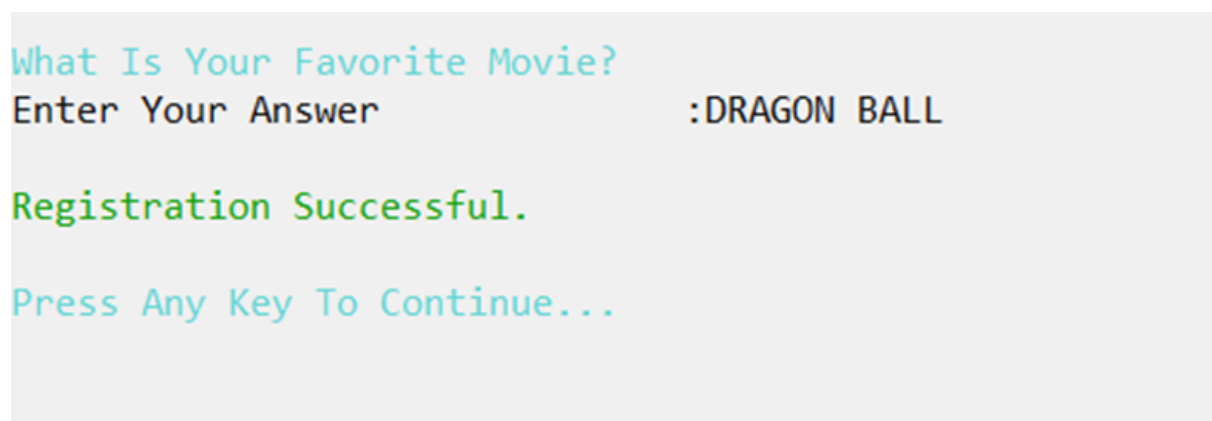 What Is Your Favorite Movie?
Enter Your Answer :DRAGON BALL
Registration Successful.
Press Any Key To Continue...